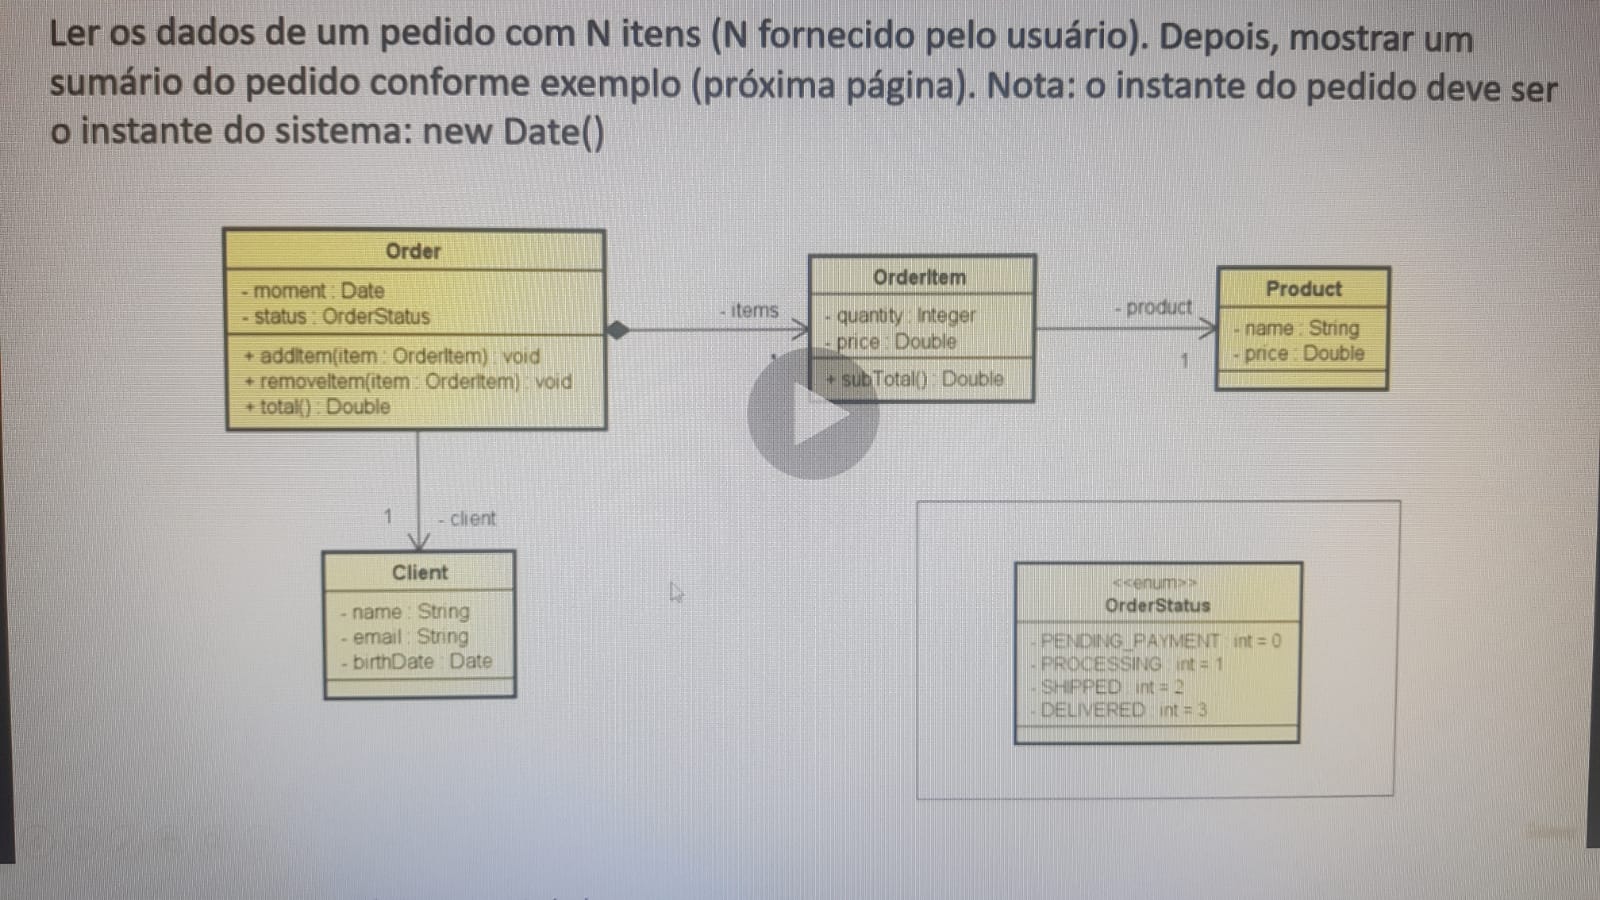 Ler os dados de um pedido com N itens (N fornecido pelo usuário). Depois, mostrar um
sumário do pedido conforme exemplo (próxima página). Nota: o instante do pedido deve ser
o instante do sistema: new Date()
Order
- moment : Date
- status : OrderStatus
+ addItem(item : OrderItem) : void
+ removeItem(item : OrderItem) : void
+ total() : Double
- items
*
OrderItem
- quantity : Integer
- price : Double
+ subTotal() : Double
- product
1
Product
- name : String
- price : Double
1
- client
Client
- name : String
- email : String
- birthDate : Date
<<enum>>
OrderStatus
- PENDING_PAYMENT : int = 0
- PROCESSING : int = 1
- SHIPPED : int = 2
- DELIVERED : int = 3